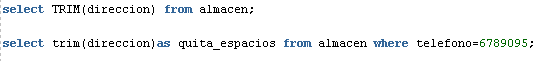 select TRIM(direccion) from almacen;
select trim(direccion)as quita_espacios from almacen where telefono=6789095;